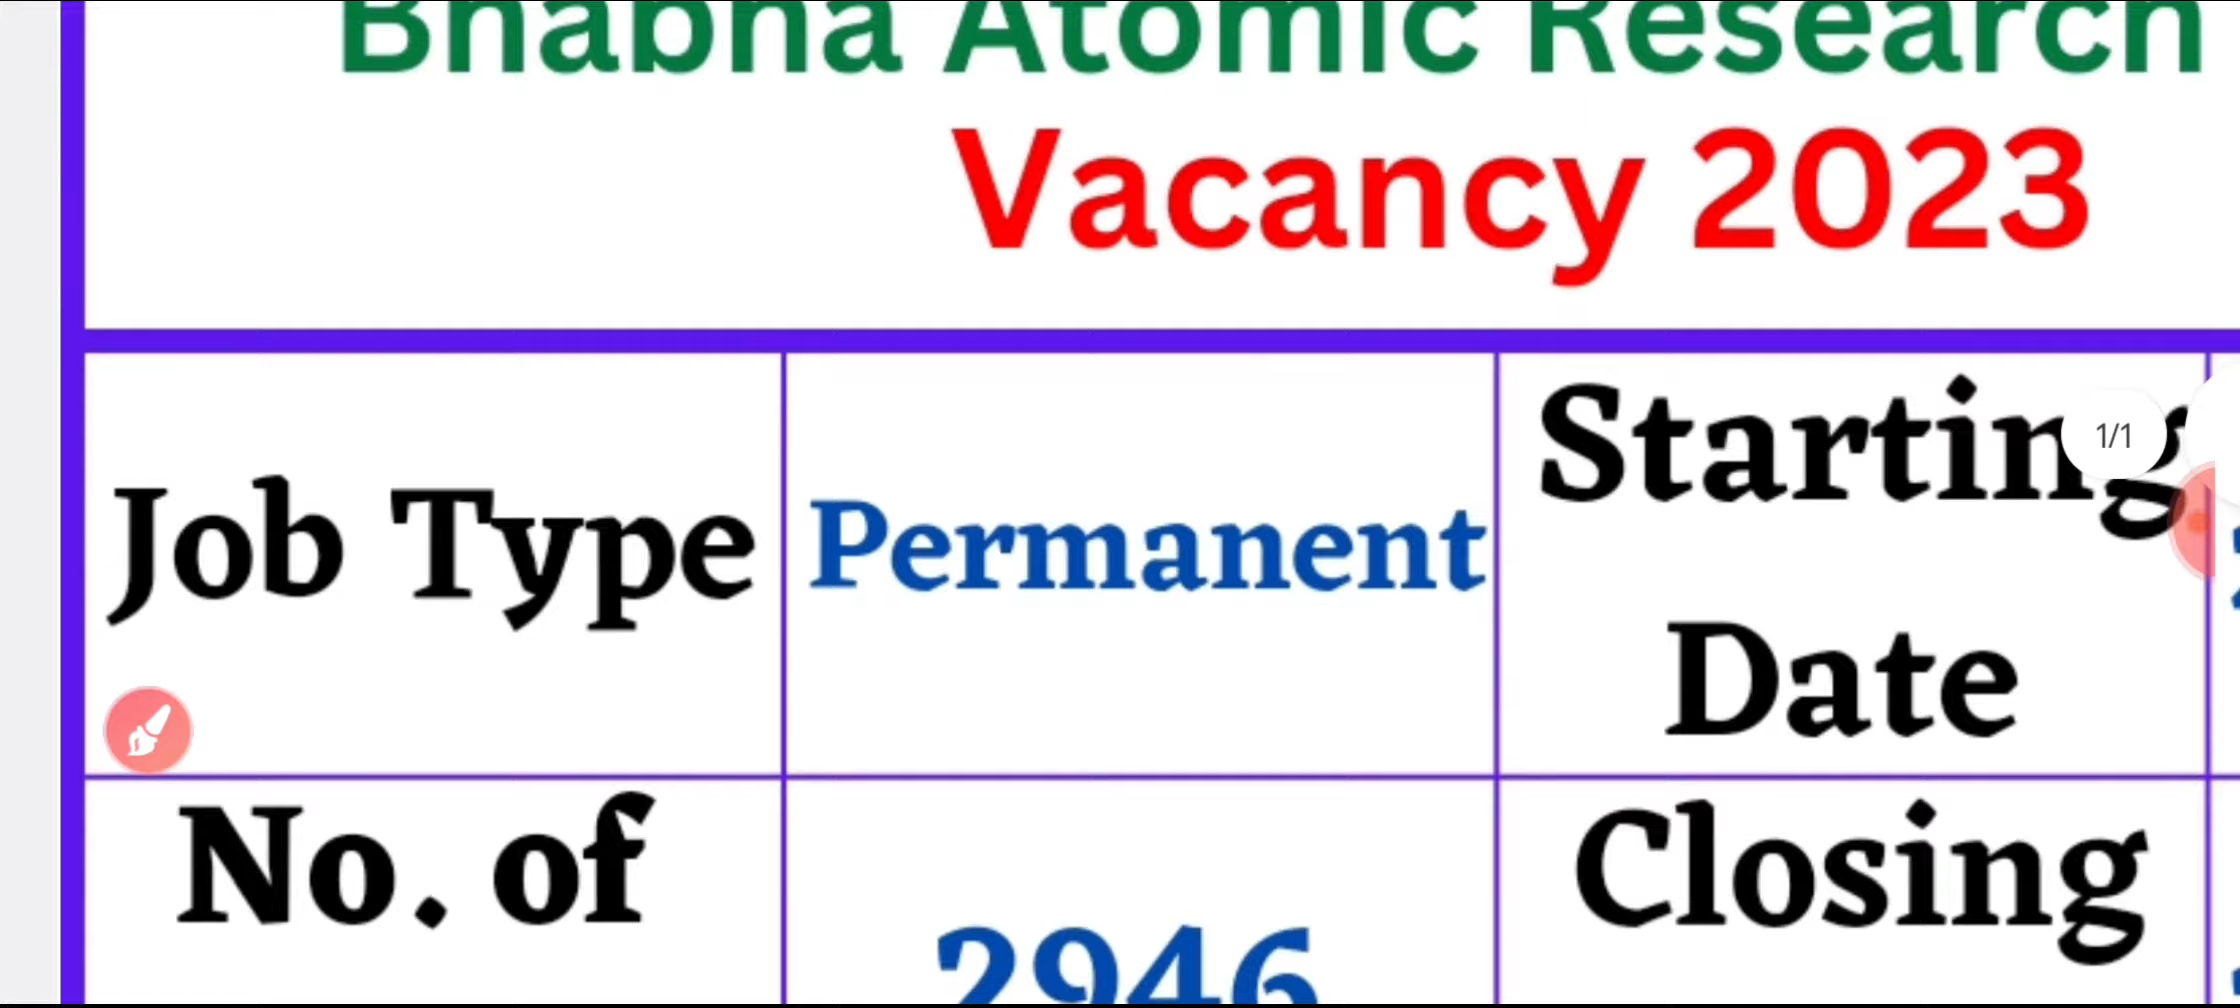 Bhabha Atomic Research
Vacancy 2023
Job Type
Permanent
Starting
Date
1/1
No. of
2946
Closing